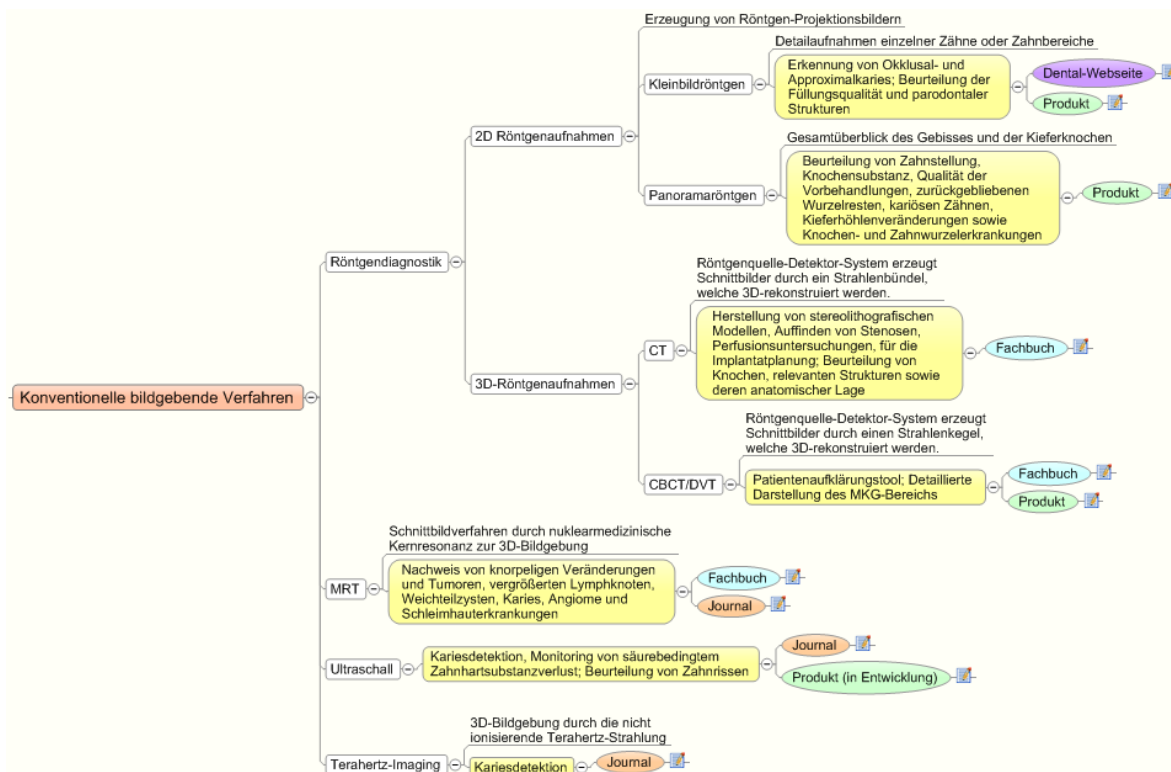 Konventionelle bildgebende Verfahren
Röntgendiagnostik
2D Röntgenaufnahmen
Erzeugung von Röntgen-Projektionsbildern
Kleinbildröntgen
Detailaufnahmen einzelner Zähne oder Zahnbereiche
Erkennung von Okklusal- und
Approximalkaries; Beurteilung der
Füllungsqualität und parodontaler
Strukturen
Dental-Webseite
Produkt
Panoramaröntgen
Gesamtüberblick des Gebisses und der Kieferknochen
Beurteilung von Zahnstellung,
Knochensubstanz, Qualität der
Vorbehandlungen, zurückgebliebenen
Wurzelresten, kariösen Zähnen,
Kieferhöhlenveränderungen sowie
Knochen- und Zahnwurzelerkrankungen
Produkt
3D-Röntgenaufnahmen
CT
Röntgenquelle-Detektor-System erzeugt
Schnittbilder durch ein Strahlenbündel,
welche 3D-rekonstruiert werden.
Herstellung von stereolithografischen
Modellen, Auffinden von Stenosen,
Perfusionsuntersuchungen, für die
Implantatplanung; Beurteilung von
Knochen, relevanten Strukturen sowie
deren anatomischer Lage
Fachbuch
CBCT/DVT
Röntgenquelle-Detektor-System erzeugt
Schnittbilder durch einen Strahlenkegel,
welche 3D-rekonstruiert werden.
Patientenaufklärungstool; Detaillierte
Darstellung des MKG-Bereichs
Fachbuch
Produkt
MRT
Schnittbildverfahren durch nuklearmedizinische
Kernresonanz zur 3D-Bildgebung
Nachweis von knorpeligen Veränderungen
und Tumoren, vergrößerten Lymphknoten,
Weichteilzysten, Karies, Angiome und
Schleimhauterkrankungen
Fachbuch
Journal
Ultraschall
Kariesdetektion, Monitoring von säurebedingtem
Zahnhartsubstanzverlust; Beurteilung von Zahnrissen
Journal
Produkt (in Entwicklung)
Terahertz-Imaging
3D-Bildgebung durch die nicht
ionisierende Terahertz-Strahlung
Kariesdetektion
Journal